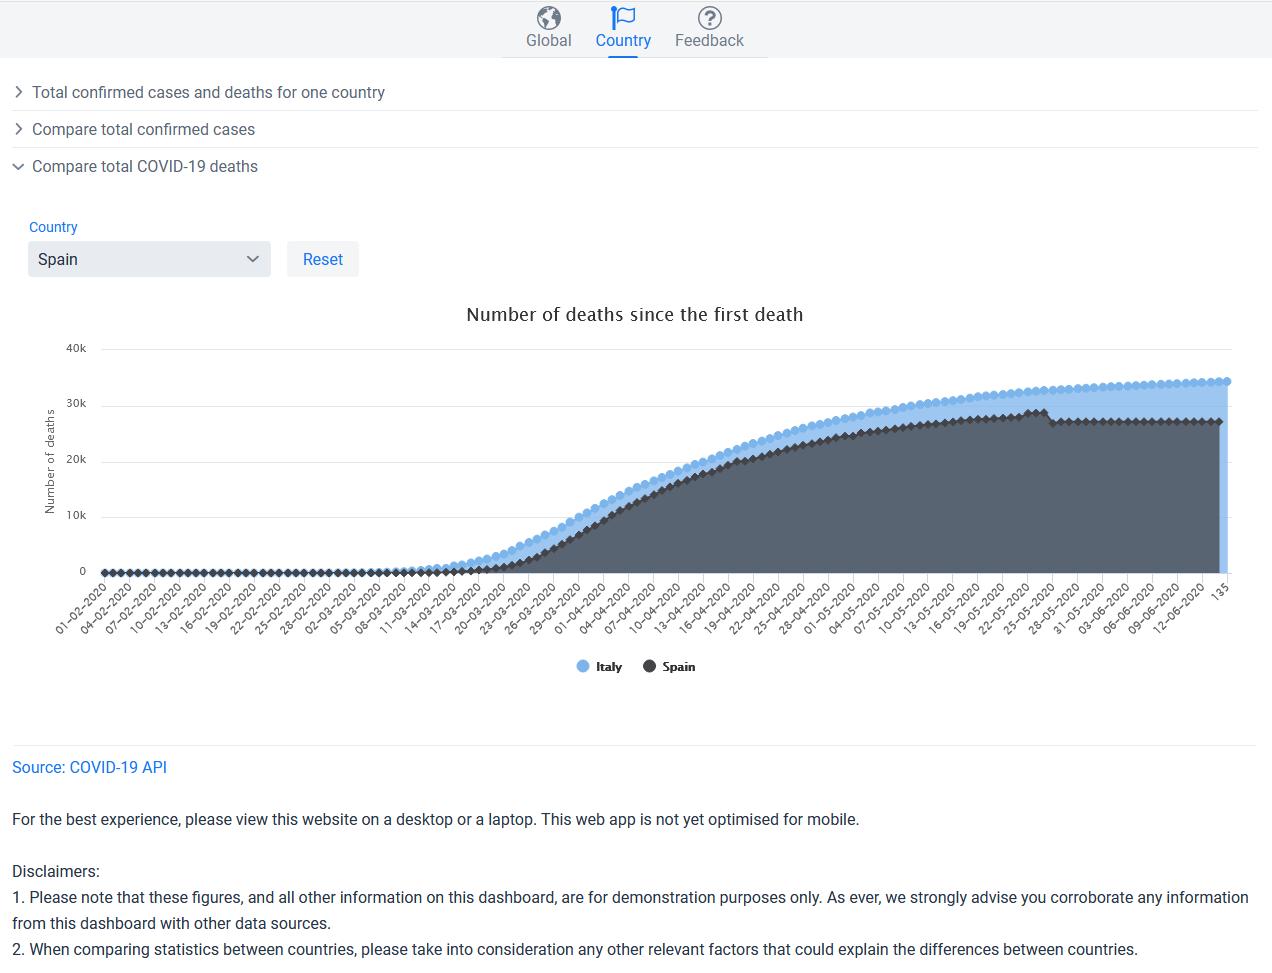 Global Country Feedback
Total confirmed cases and deaths for one country
Compare total confirmed cases
Compare total COVID-19 deaths
Country
Spain Reset
Number of deaths since the first death
Number of deaths
40k
30k
20k
10k
0
01-02-2020 04-02-2020 07-02-2020 10-02-2020 13-02-2020 16-02-2020 19-02-2020 22-02-2020 25-02-2020 28-02-2020 02-03-2020 05-03-2020 08-03-2020 11-03-2020 14-03-2020 17-03-2020 20-03-2020 23-03-2020 26-03-2020 29-03-2020 01-04-2020 04-04-2020 07-04-2020 10-04-2020 13-04-2020 16-04-2020 19-04-2020 22-04-2020 25-04-2020 28-04-2020 01-05-2020 04-05-2020 07-05-2020 10-05-2020 13-05-2020 16-05-2020 19-05-2020 22-05-2020 25-05-2020 28-05-2020 31-05-2020 03-06-2020 06-06-2020 09-06-2020 12-06-2020 135
Italy Spain
Source: COVID-19 API
For the best experience, please view this website on a desktop or a laptop. This web app is not yet optimised for mobile.
Disclaimers:
1. Please note that these figures, and all other information on this dashboard, are for demonstration purposes only. As ever, we strongly advise you corroborate any information
from this dashboard with other data sources.
2. When comparing statistics between countries, please take into consideration any other relevant factors that could explain the differences between countries.